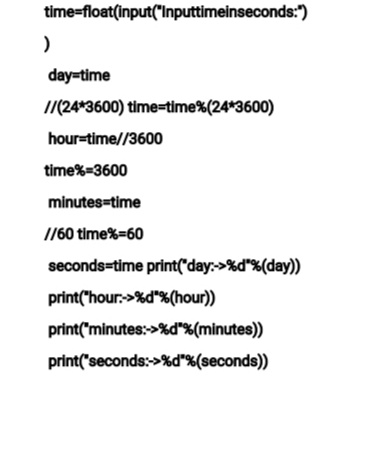 time=float(input("Inputtimeinseconds:")
)
day=time
//(24*3600) time=time%(24*3600)
hour=time//3600
time%=3600
minutes=time
//60 time%=60
seconds=time print("day:->%d"%(day))
print("hour:->%d"%(hour))
print("minutes:->%d"%(minutes))
print("seconds:->%d"%(seconds))